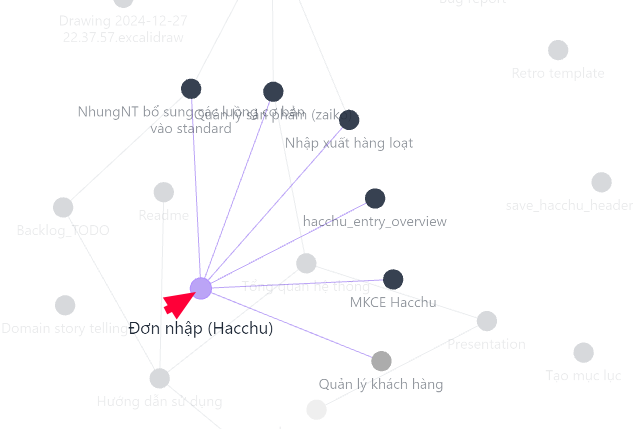 bug report
Drawing 2024-12-27
22.37.57.excalidraw
Retro template
NhungNT bổ sung các luồng cơ bản
vào standard
Quản lý sản phẩm (zaiko)
Nhập xuất hàng loạt
Readme
save_hacchu_header
hacchu_entry_overview
Backlog_TODO
Tổng quan hệ thống
MKCE Hacchu
Domain story telling
Đơn nhập (Hacchu)
Presentation
Tạo mục lục
Quản lý khách hàng
Hướng dẫn sử dụng